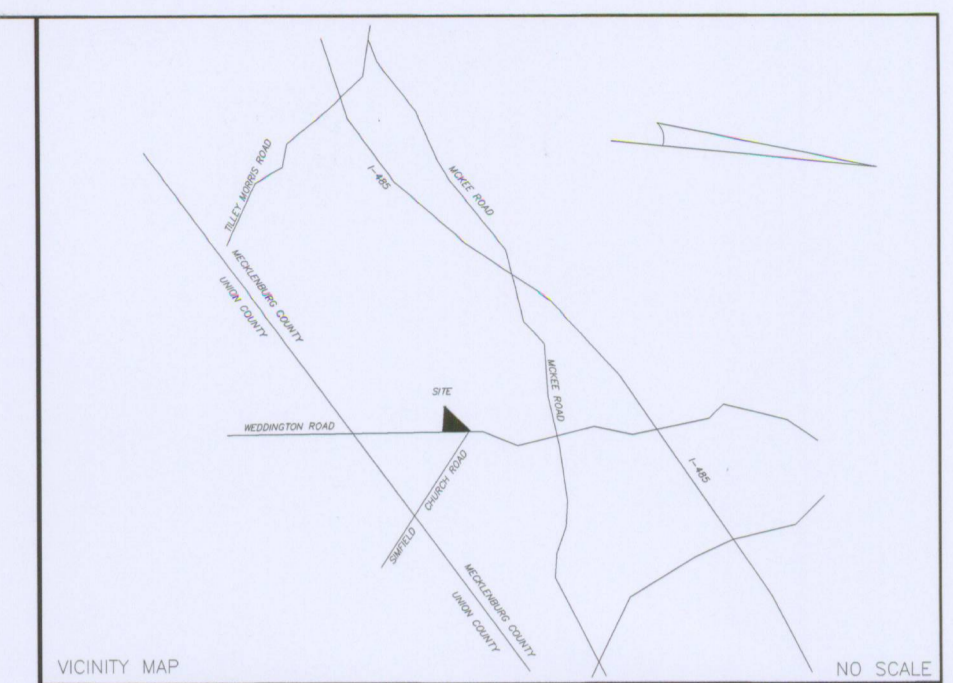 TILLEY MORRIS ROAD
I-485
MCKEE ROAD
MECKLENBURG COUNTY
UNION COUNTY
SITE
MCKEE ROAD
WEDDINGTON ROAD
SIMFIELD CHURCH ROAD
I-485
MECKLENBURG COUNTY
UNION COUNTY
VICINITY MAP
NO SCALE